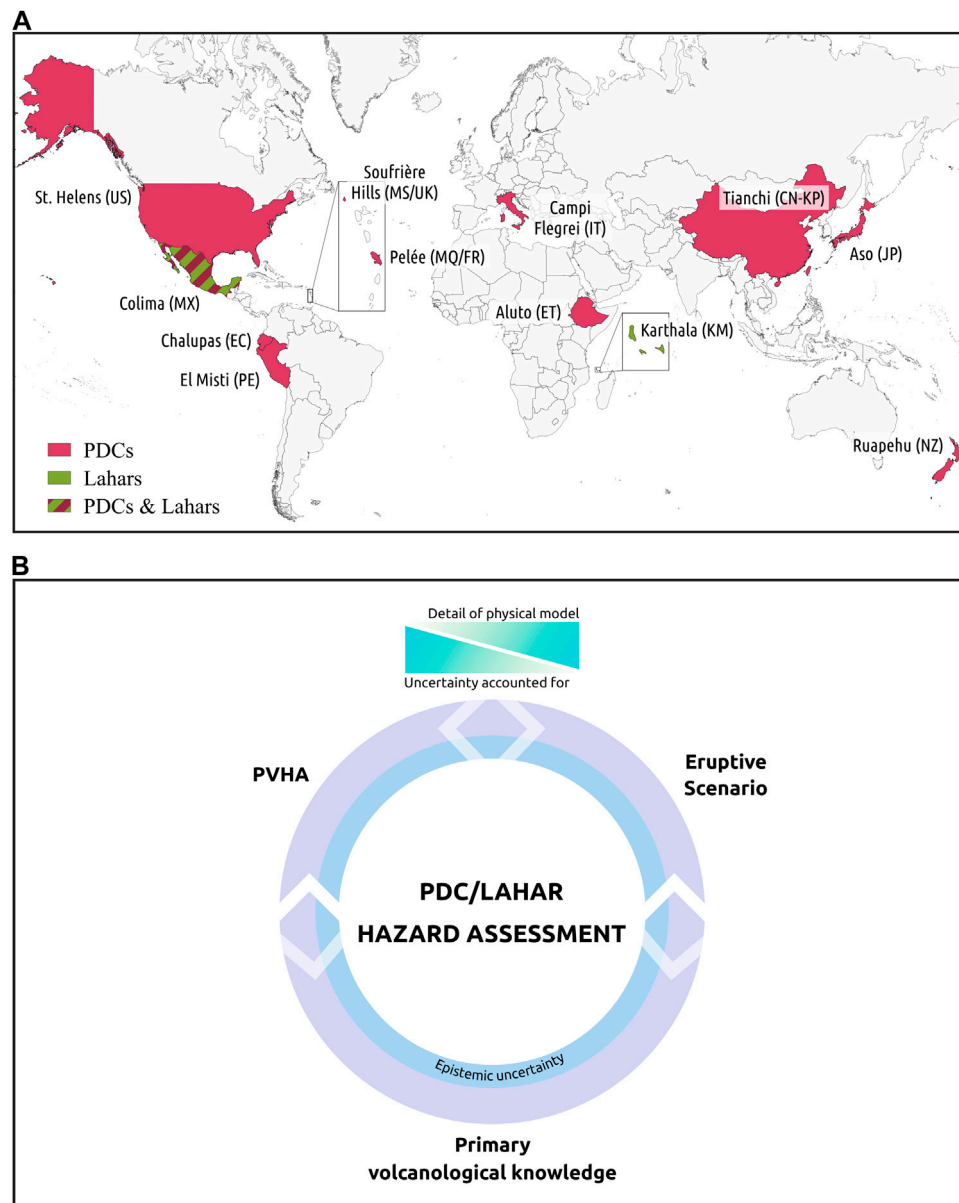 A
St. Helens (US)
Soufrière
Hills (MS/UK)
Campi
Flegrei (IT)
Tianchi (CN-KP)
Pelée (MQ/FR)
Aso (JP)
Colima (MX)
Aluto (ET)
Karthala (KM)
Chalupas (EC)
El Misti (PE)
Ruapehu (NZ)
PDCs
Lahars
PDCs & Lahars
B
Detail of physical model
Uncertainty accounted for
PVHA
Eruptive
Scenario
PDC/LAHAR
HAZARD ASSESSMENT
Epistemic uncertainty
Primary
volcanological knowledge